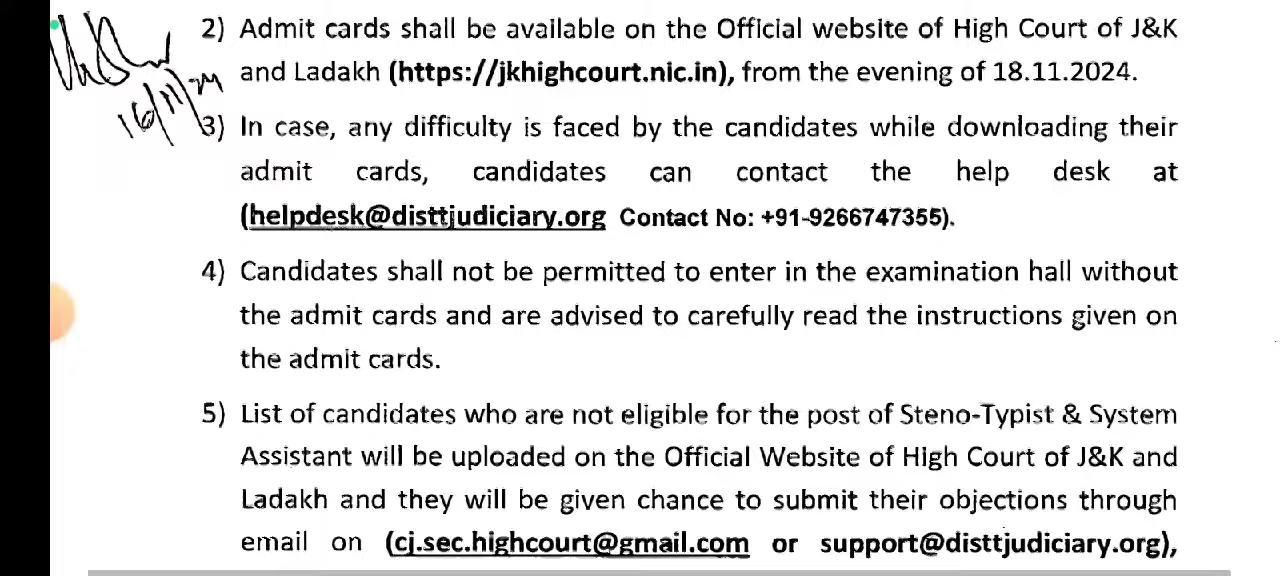 2) Admit cards shall be available on the Official website of High Court of J&K
and Ladakh (https://jkhighcourt.nic.in), from the evening of 18.11.2024.
16/11/24
3) In case, any difficulty is faced by the candidates while downloading their
admit cards, candidates can contact the help desk at
(helpdesk@disttjudiciary.org Contact No: +91-9266747355).
4) Candidates shall not be permitted to enter in the examination hall without
the admit cards and are advised to carefully read the instructions given on
the admit cards.
5) List of candidates who are not eligible for the post of Steno-Typist & System
Assistant will be uploaded on the Official Website of High Court of J&K and
Ladakh and they will be given chance to submit their objections through
email on (cj.sec.highcourt@gmail.com or support@disttjudiciary.org),